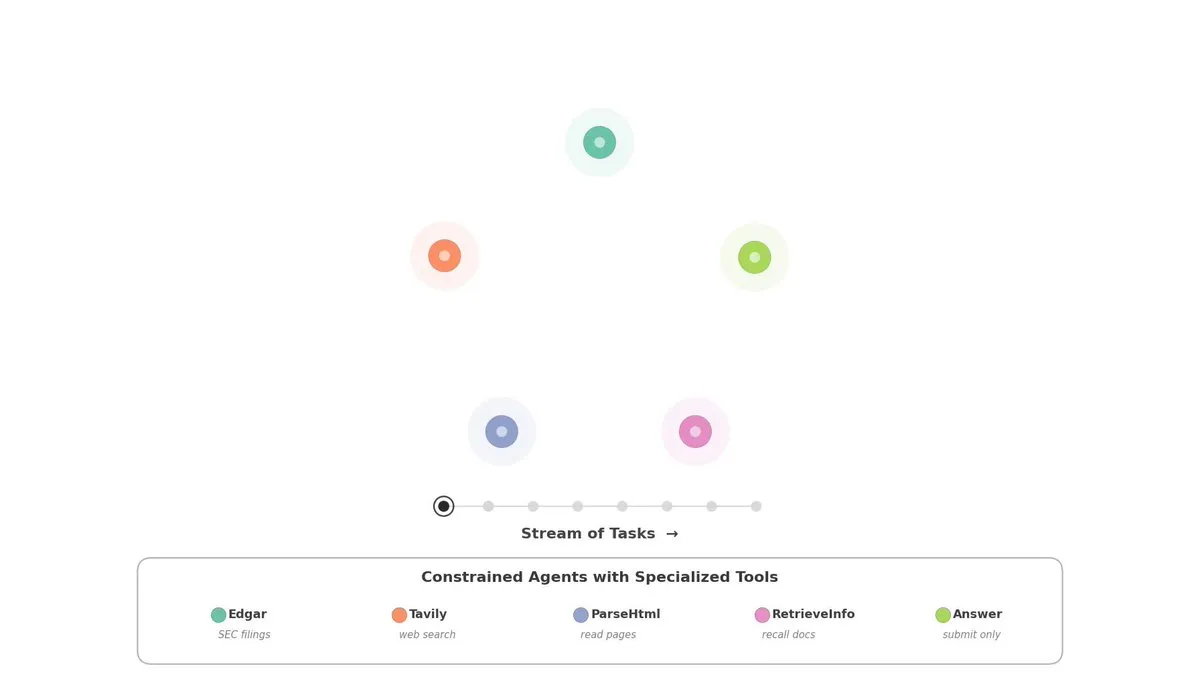 Stream of Tasks →
Constrained Agents with Specialized Tools
Edgar Tavily ParseHtml RetrieveInfo Answer
SEC filings web search read pages recall docs submit only